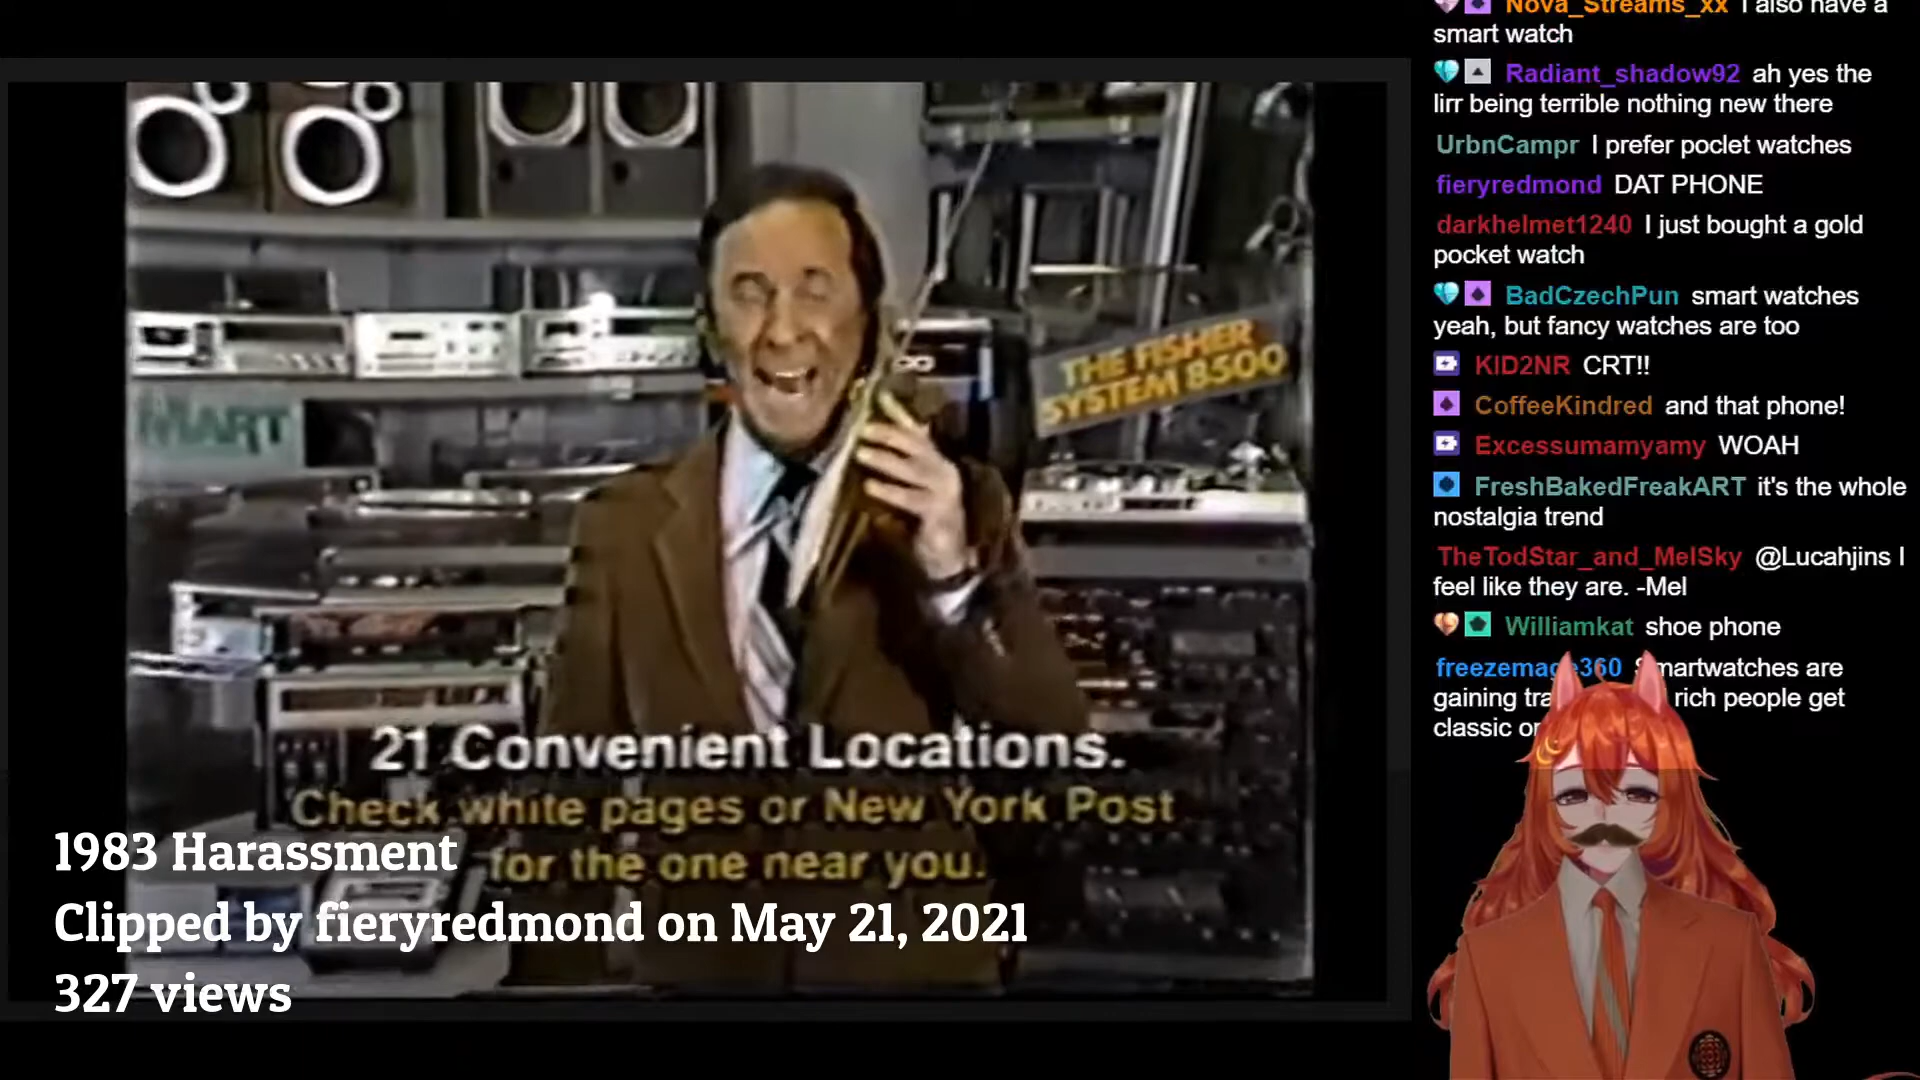 MART
THE FISHER
SYSTEM 8500
21 Convenient Locations.
Check white pages or New York Post
for the one near you.
1983 Harassment
Clipped by fieryredmond on May 21, 2021
327 views
Nova_Streams_xx I also have a
smart watch
Radiant_shadow92 ah yes the
lirr being terrible nothing new there
UrbnCampr I prefer poclet watches
fieryredmond DAT PHONE
darkhelmet1240 I just bought a gold
pocket watch
BadCzechPun smart watches
yeah, but fancy watches are too
KID2NR CRT!!
CoffeeKindred and that phone!
Excessumamyamy WOAH
FreshBakedFreakART it's the whole
nostalgia trend
TheTodStar_and_MelSky @Lucahjins I
feel like they are. -Mel
Williamkat shoe phone
freezemage360 Smartwatches are
gaining rich people get
classic